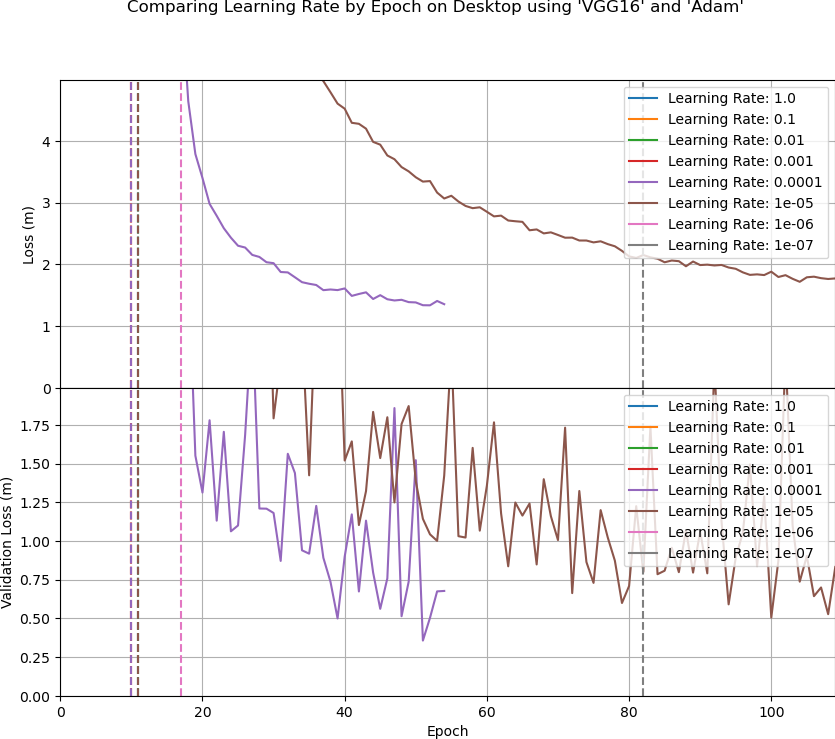 Comparing Learning Rate by Epoch on Desktop using 'VGG16' and 'Adam'
Loss (m)
4
3
2
1
0
Learning Rate: 1.0
Learning Rate: 0.1
Learning Rate: 0.01
Learning Rate: 0.001
Learning Rate: 0.0001
Learning Rate: 1e-05
Learning Rate: 1e-06
Learning Rate: 1e-07
Validation Loss (m)
1.75
1.50
1.25
1.00
0.75
0.50
0.25
0.00
Learning Rate: 1.0
Learning Rate: 0.1
Learning Rate: 0.01
Learning Rate: 0.001
Learning Rate: 0.0001
Learning Rate: 1e-05
Learning Rate: 1e-06
Learning Rate: 1e-07
0 20 40 60 80 100
Epoch